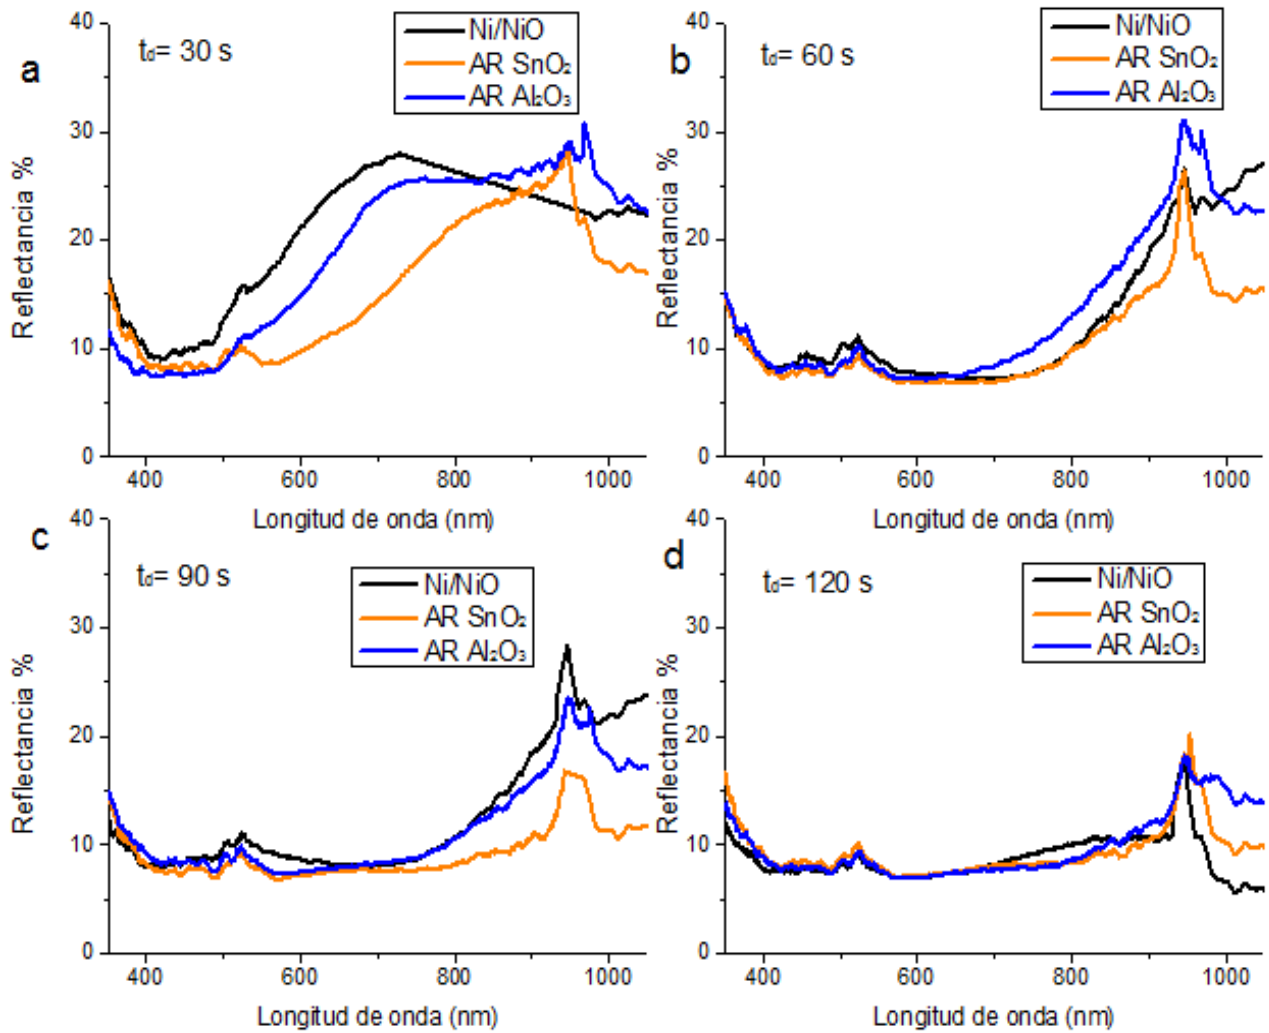 a
t𝑑= 30 s
Ni/NiO
AR SnO₂
AR Al₂O₃
Reflectancia %
40
30
20
10
0
400
600
800
1000
Longitud de onda (nm)
b
t𝑑= 60 s
Ni/NiO
AR SnO₂
AR Al₂O₃
Reflectancia %
40
30
20
10
0
400
600
800
1000
Longitud de onda (nm)
c
t𝑑= 90 s
Ni/NiO
AR SnO₂
AR Al₂O₃
Reflectancia %
40
30
20
10
0
400
600
800
1000
Longitud de onda (nm)
d
t𝑑= 120 s
Ni/NiO
AR SnO₂
AR Al₂O₃
Reflectancia %
40
30
20
10
0
400
600
800
1000
Longitud de onda (nm)